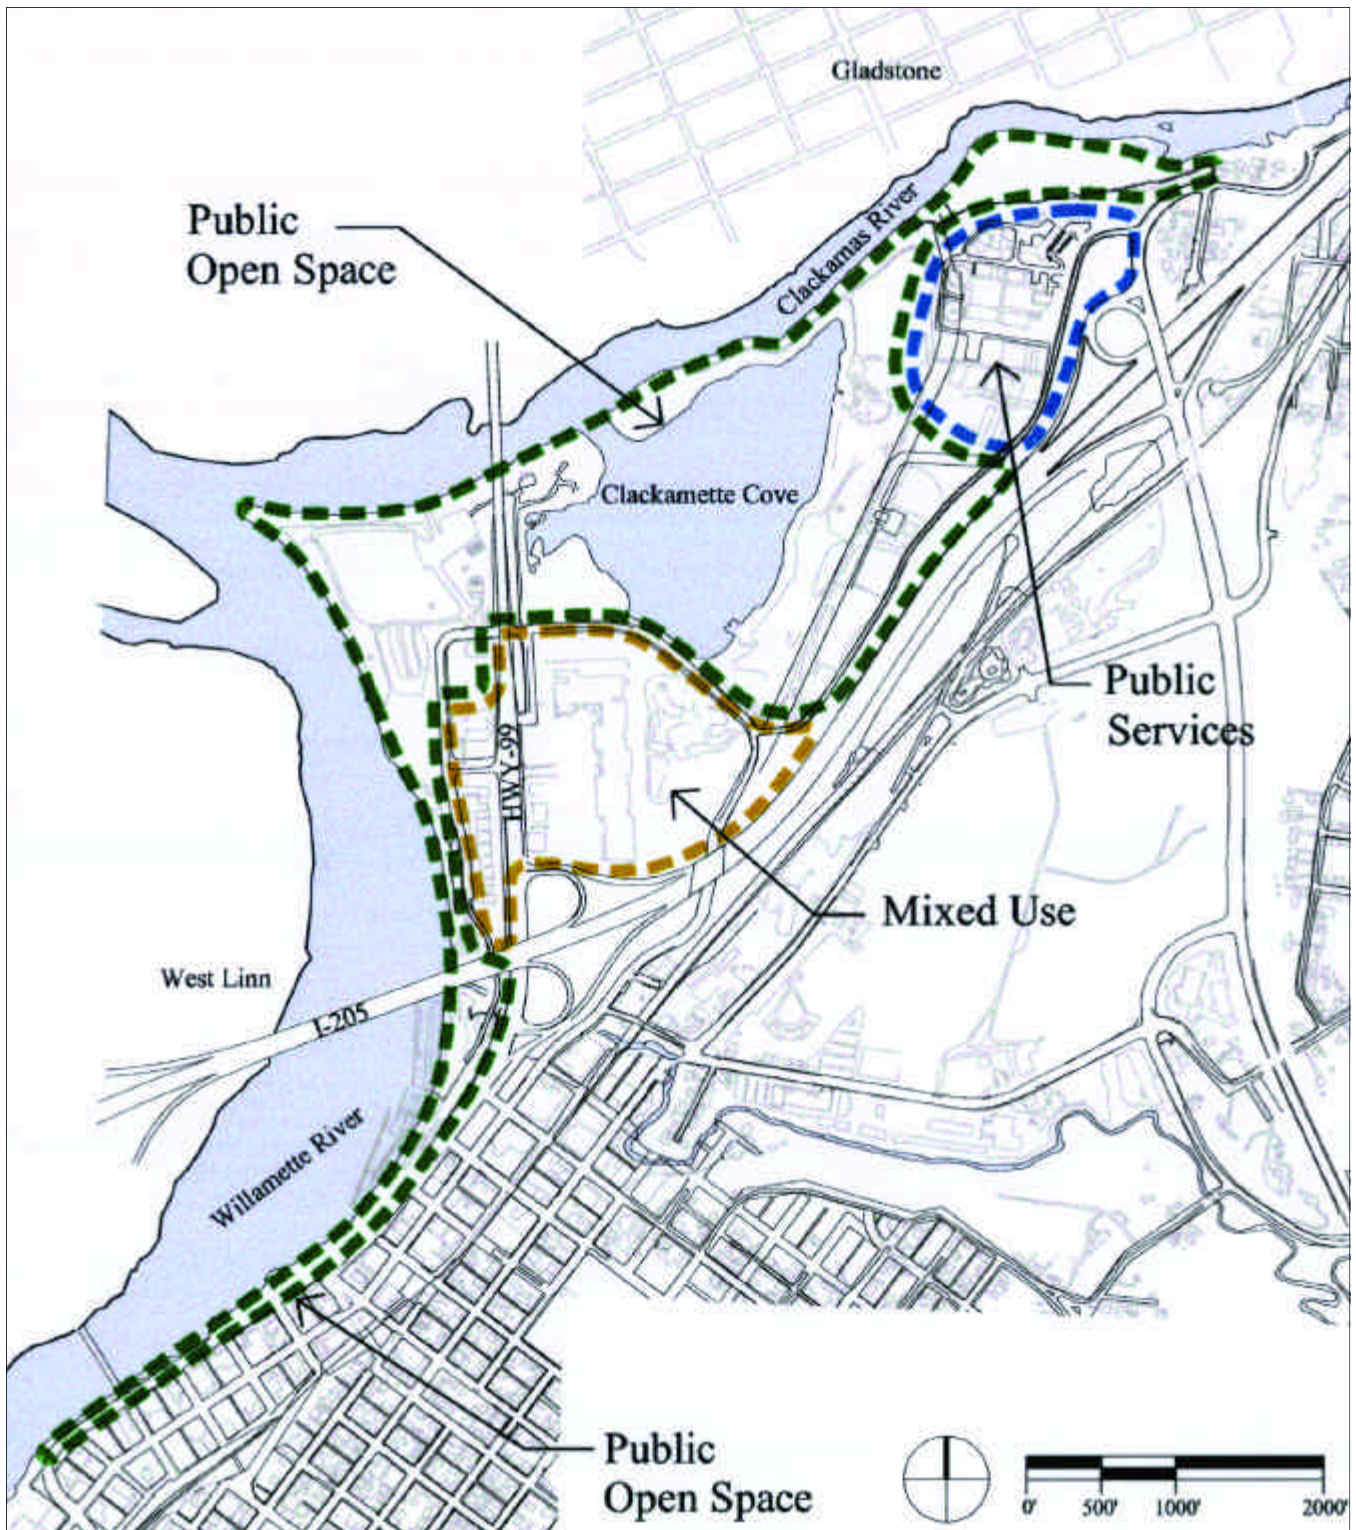 Gladstone
Public
Open Space
Clackamas River
Clackamette Cove
Public
Services
HWY-99
Mixed Use
West Linn
I-205
Willamette River
Public
Open Space
0' 500' 1000' 2000'